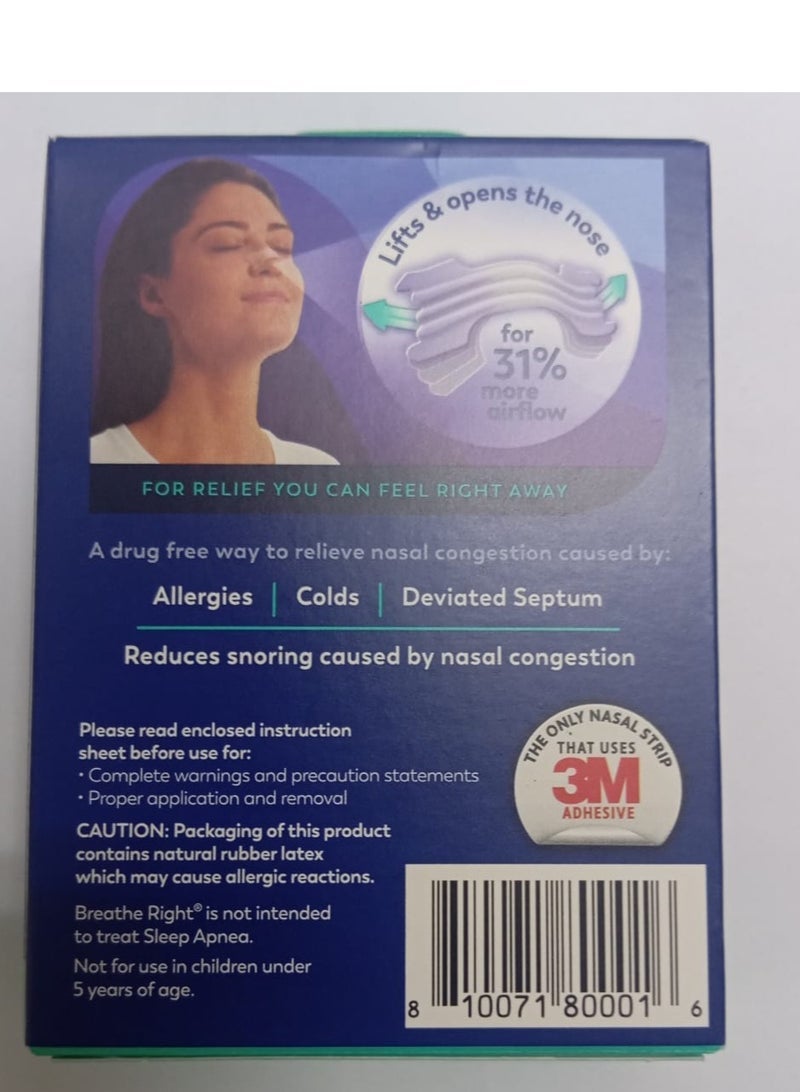 Lifts & opens the nose
for
31%
more
airflow
FOR RELIEF YOU CAN FEEL RIGHT AWAY
A drug free way to relieve nasal congestion caused by:
Allergies | Colds | Deviated Septum
Reduces snoring caused by nasal congestion
Please read enclosed instruction
sheet before use for:
• Complete warnings and precaution statements
• Proper application and removal
CAUTION: Packaging of this product
contains natural rubber latex
which may cause allergic reactions.
Breathe Right® is not intended
to treat Sleep Apnea.
Not for use in children under
5 years of age.
THE ONLY NASAL STRIP
THAT USES
3M
ADHESIVE
8 10071 80001 6